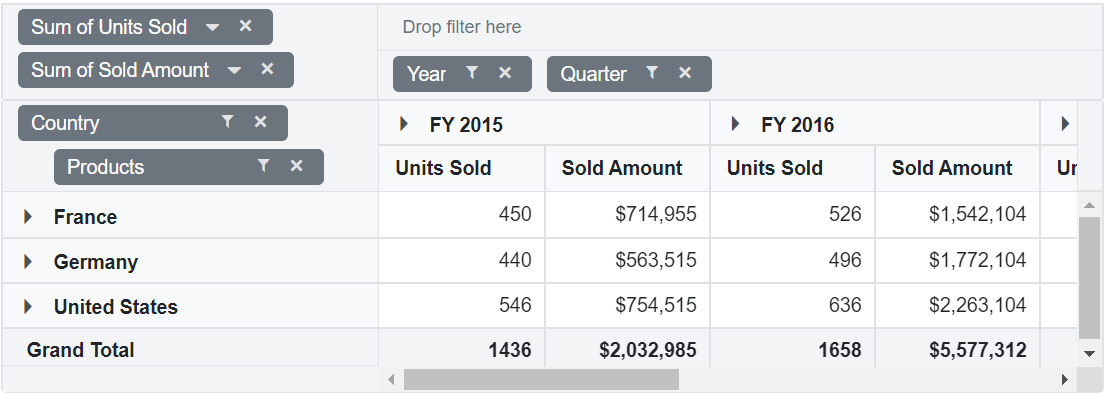 Sum of Units Sold
Drop filter here
Sum of Sold Amount
Year Quarter
Country
FY 2015 FY 2016
Products
Units Sold Sold Amount Units Sold Sold Amount
France 450 $714,955 526 $1,542,104
Germany 440 $563,515 496 $1,772,104
United States 546 $754,515 636 $2,263,104
Grand Total 1436 $2,032,985 1658 $5,577,312